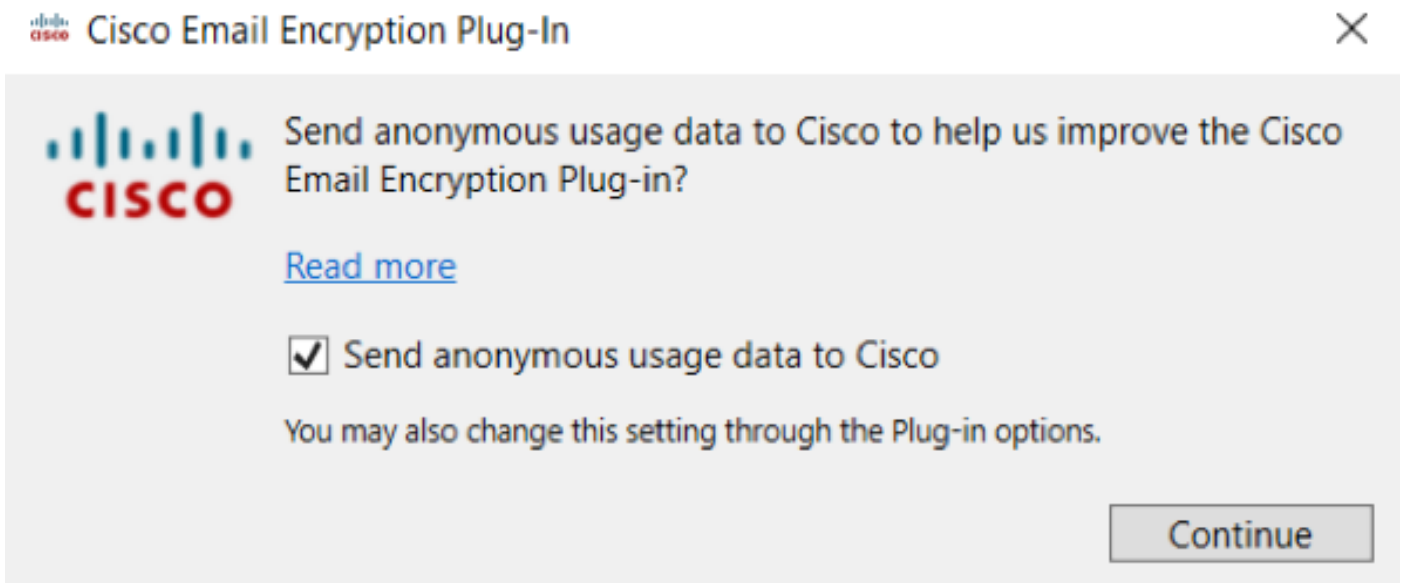 CISCO Cisco Email Encryption Plug-In
CISCO
Send anonymous usage data to Cisco to help us improve the Cisco
Email Encryption Plug-in?
Read more
Send anonymous usage data to Cisco
You may also change this setting through the Plug-in options.
Continue